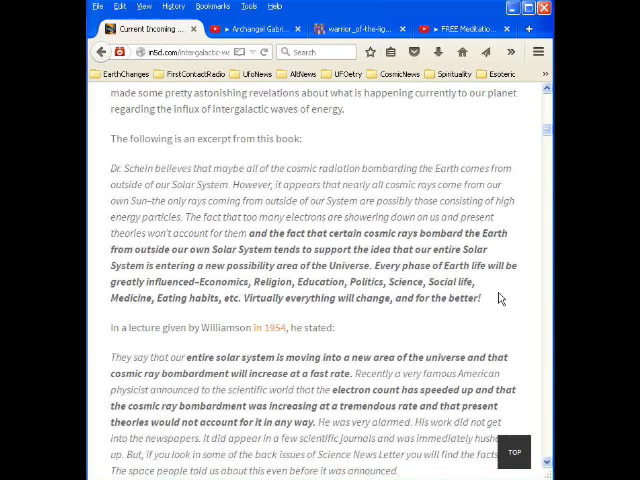 File Edit View History Bookmarks Tools Help
Current Incoming ... × Archangel Gabri... × warrior_of-the-lig... × FREE Meditatio... ×
in5d.com/intergalactic-w Search
EarthChanges FirstContactRadio UfoNews AltNews UFOetry CosmicNews Spirituality Esoteric
made some pretty astonishing revelations about what is happening currently to our planet
regarding the influx of intergalactic waves of energy.
The following is an excerpt from this book:
Dr. Schein believes that maybe all of the cosmic radiation bombarding the Earth comes from
outside of our Solar System. However, it appears that nearly all cosmic rays come from our
own Sun–the only rays coming from outside of our System are possibly those consisting of high
energy particles. The fact that too many electrons are showering down on us and present
theories won't account for them and the fact that certain cosmic rays bombard the Earth
from outside our own Solar System tends to support the idea that our entire Solar
System is entering a new possibility area of the Universe. Every phase of Earth life will be
greatly influenced–Economics, Religion, Education, Politics, Science, Social life,
Medicine, Eating habits, etc. Virtually everything will change, and for the better!
In a lecture given by Williamson in 1954, he stated:
They say that our entire solar system is moving into a new area of the universe and that
cosmic ray bombardment will increase at a fast rate. Recently a very famous American
physicist announced to the scientific world that the electron count has speeded up and that
the cosmic ray bombardment was increasing at a tremendous rate and that present
theories would not account for it in any way. He was very alarmed. His work did not get
into the newspapers. It did appear in a few scientific journals and was immediately hushe
up. But, if you look in some of the back issues of Science News Letter you will find the facts
The space people told us about this even before it was announced.
TOP